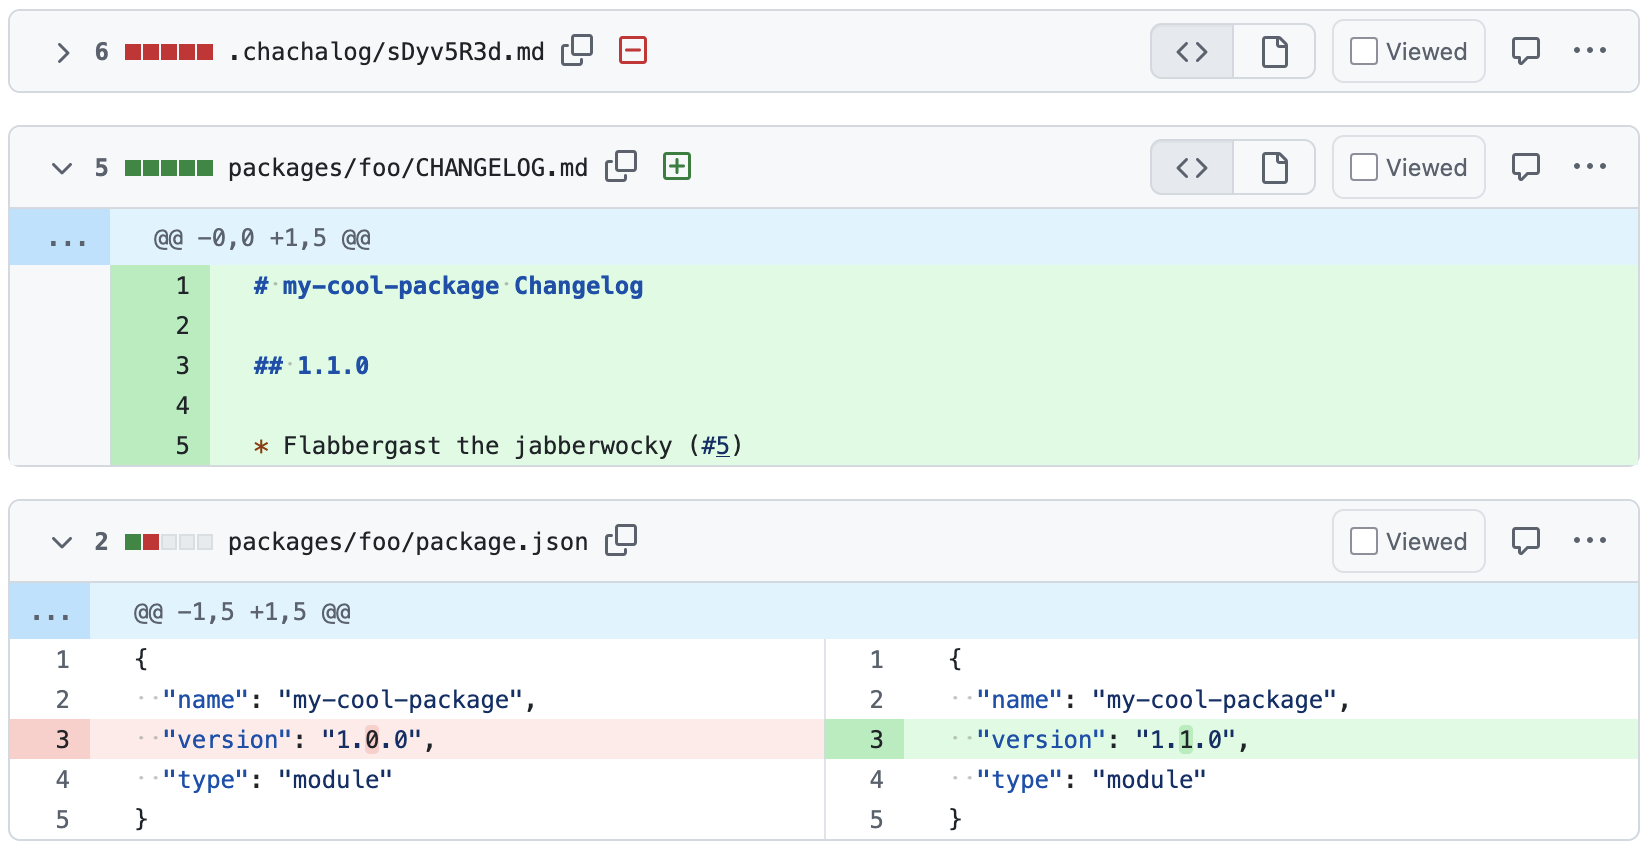 6 .chachalog/sDyv5R3d.md Viewed
5 packages/foo/CHANGELOG.md Viewed
... @@ -0,0 +1,5 @@
1 # my-cool-package Changelog
2
3 ## 1.1.0
4
5 * Flabbergast the jabberwocky (#5)
2 packages/foo/package.json Viewed
... @@ -1,5 +1,5 @@
1 { 1 {
2 "name": "my-cool-package", 2 "name": "my-cool-package",
3 "version": "1.0.0", 3 "version": "1.1.0",
4 "type": "module" 4 "type": "module"
5 } 5 }